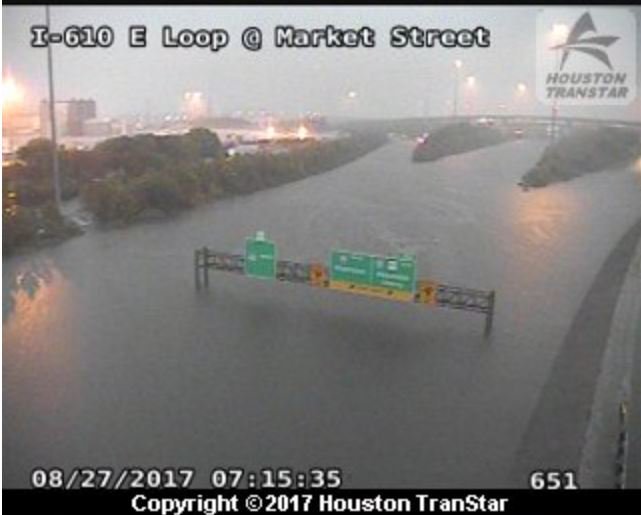 I-610 E Loop @ Market Street
HOUSTON
TRANSTAR
08/27/2017 07:15:35
651
Copyright ©2017 Houston TranStar